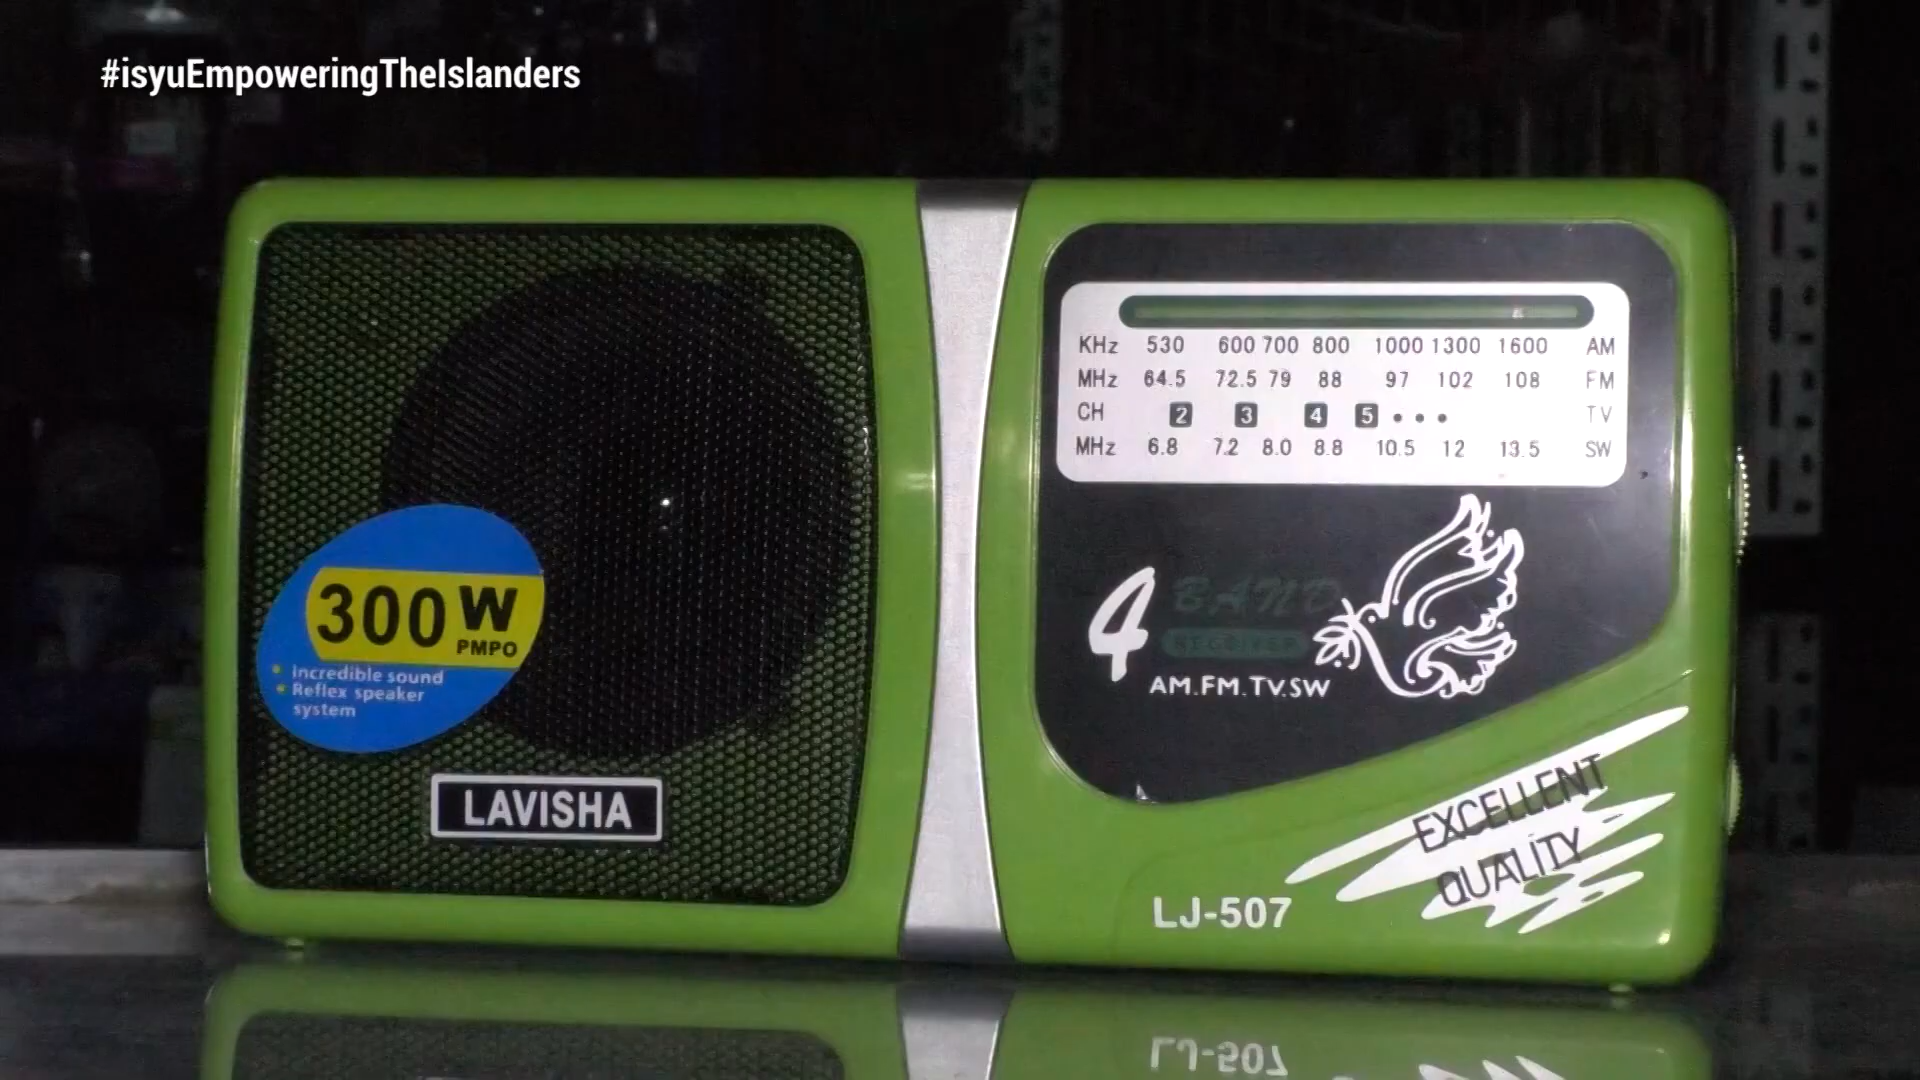 #isyuEmpoweringTheIslanders
KHz 530 600 700 800 1000 1300 1600 AM
MHz 64.5 72.5 79 88 97 102 108 FM
CH 2 3 4 5 • • • TV
MHz 6.8 7.2 8.0 8.8 10.5 12 13.5 SW
300W
PMPO
• Incredible sound
• Reflex speaker
system
LAVISHA
4 BAND
RECEIVER
AM.FM.TV.SW
EXCELLENT
QUALITY
LJ-507